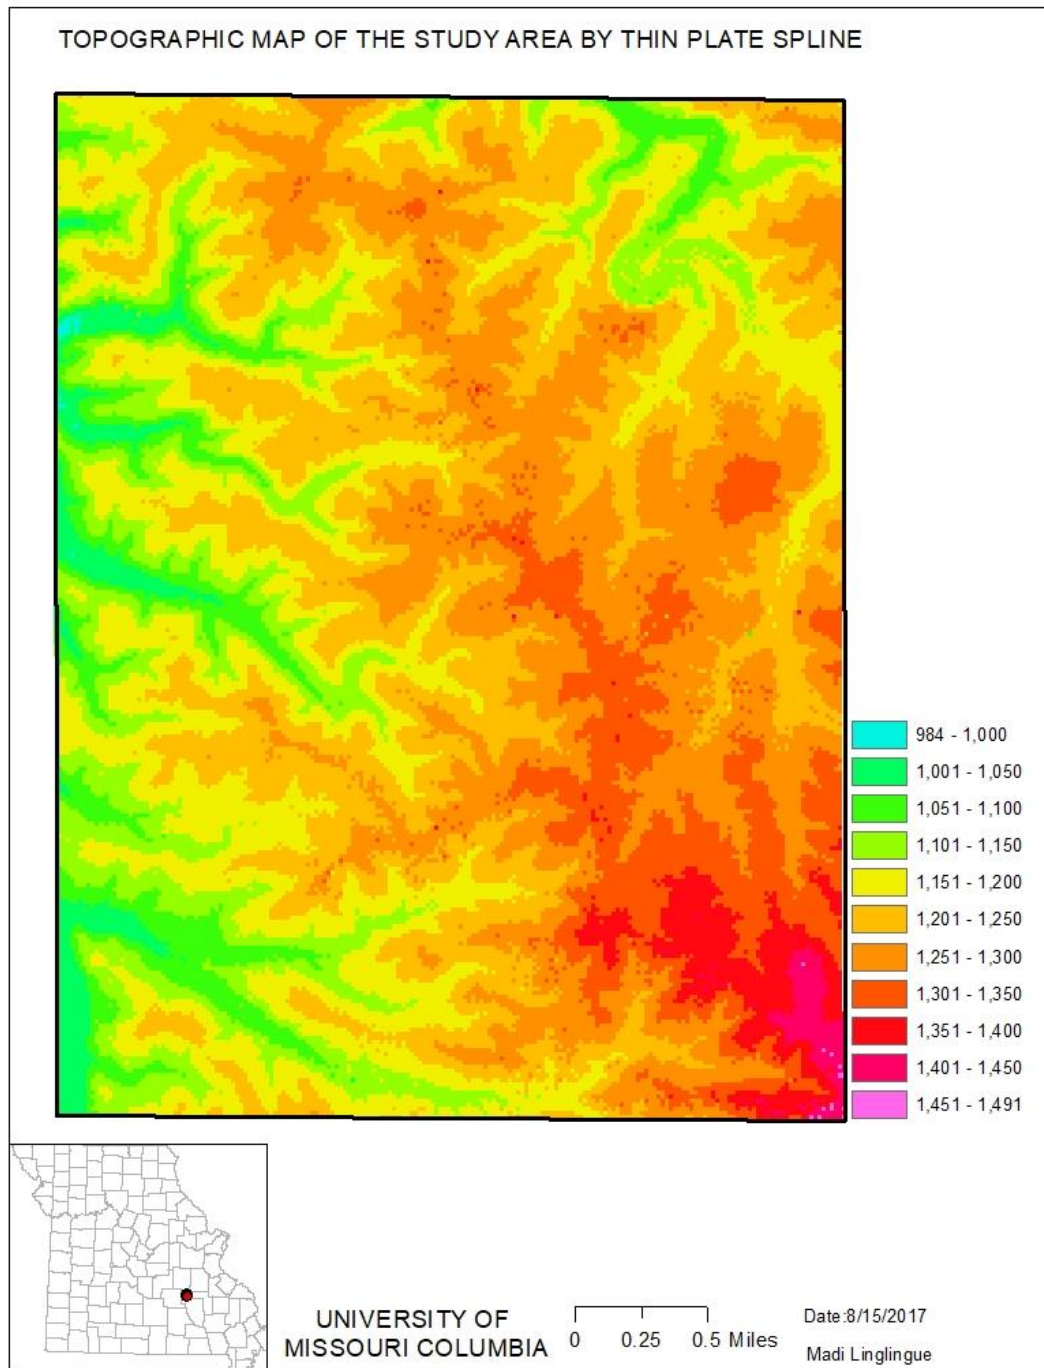 TOPOGRAPHIC MAP OF THE STUDY AREA BY THIN PLATE SPLINE
984 - 1,000
1,001 - 1,050
1,051 - 1,100
1,101 - 1,150
1,151 - 1,200
1,201 - 1,250
1,251 - 1,300
1,301 - 1,350
1,351 - 1,400
1,401 - 1,450
1,451 - 1,491
UNIVERSITY OF
MISSOURI COLUMBIA
0 0.25 0.5 Miles
Date:8/15/2017
Madi Linglingue